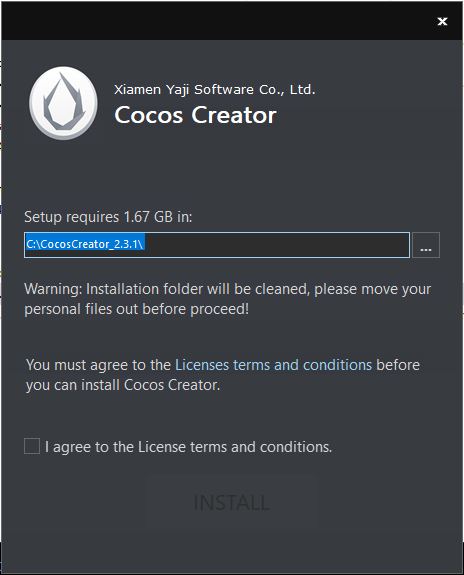 Xiamen Yaji Software Co., Ltd.
Cocos Creator
Setup requires 1.67 GB in:
C:\CocosCreator_2.3.1\
...
Warning: Installation folder will be cleaned, please move your
personal files out before proceed!
You must agree to the Licenses terms and conditions before
you can install Cocos Creator.
I agree to the License terms and conditions.
INSTALL